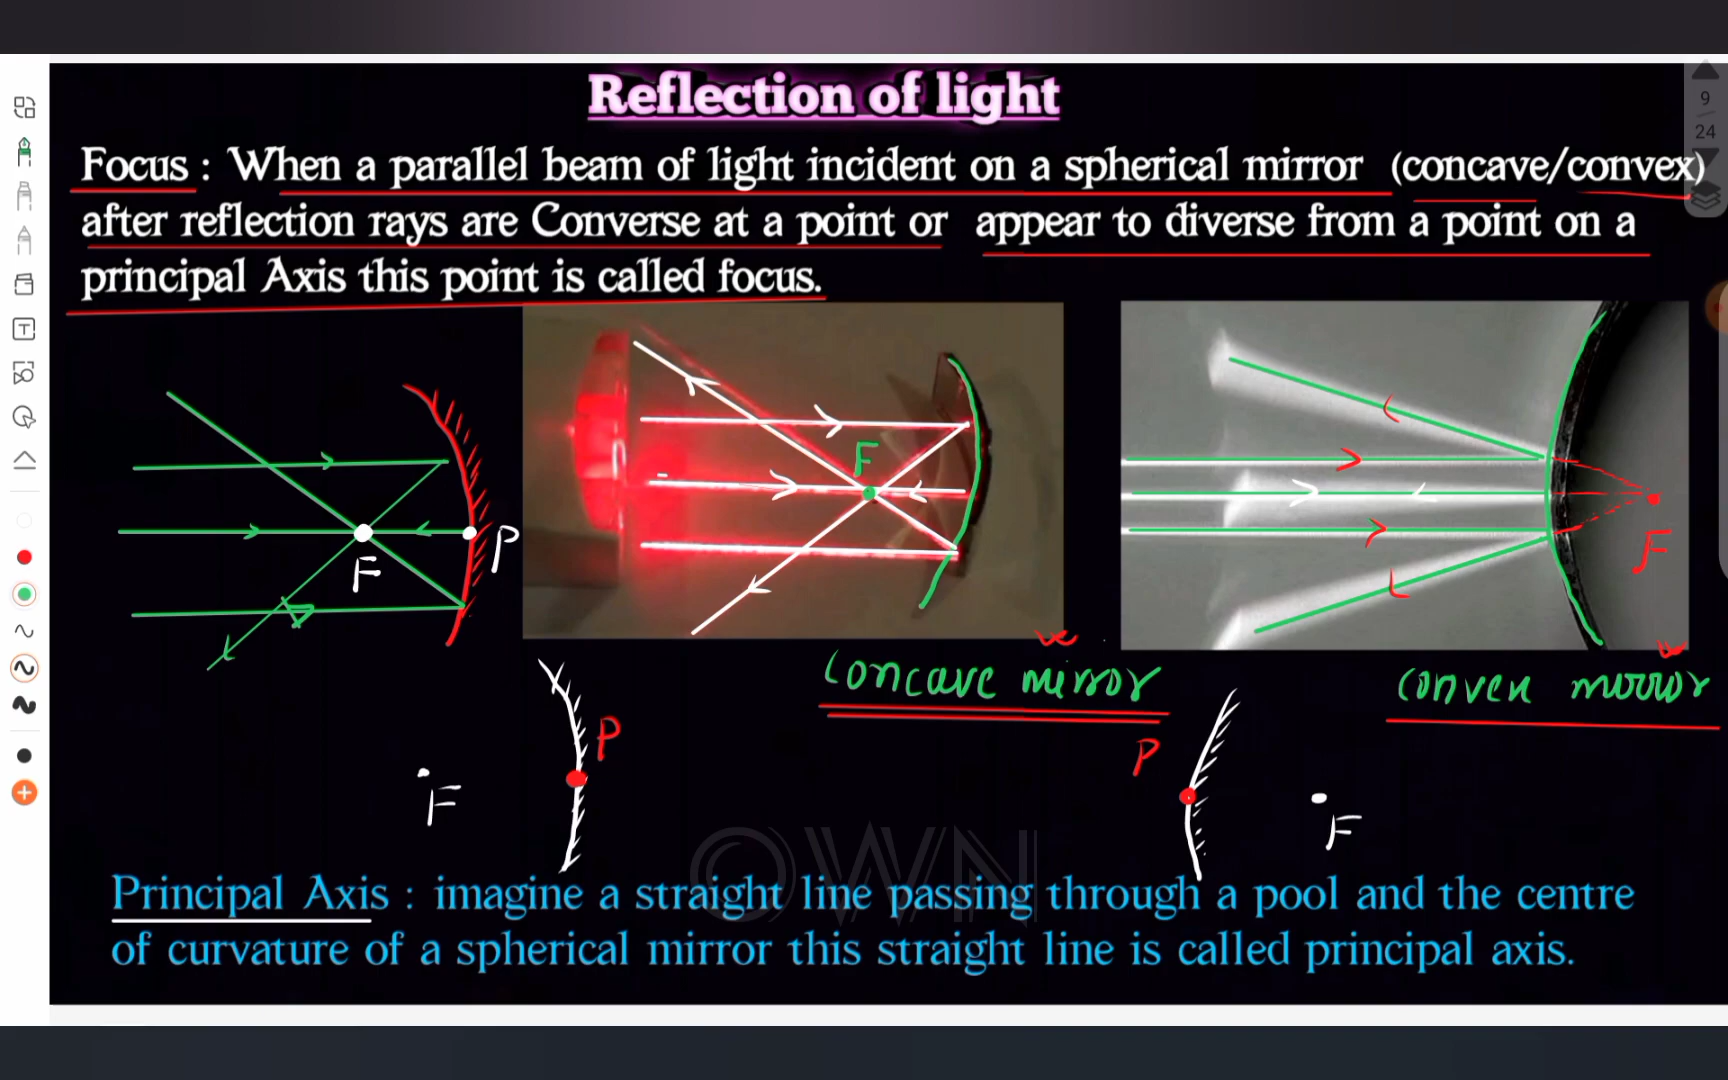 Reflection of light
9
24
Focus : When a parallel beam of light incident on a spherical mirror (concave/convex)
after reflection rays are Converse at a point or appear to diverse from a point on a
principal Axis this point is called focus.
F
P
F
F
Concave mirror
Convex mirror
P
F
P
F
OWN
Principal Axis : imagine a straight line passing through a pool and the centre
of curvature of a spherical mirror this straight line is called principal axis.